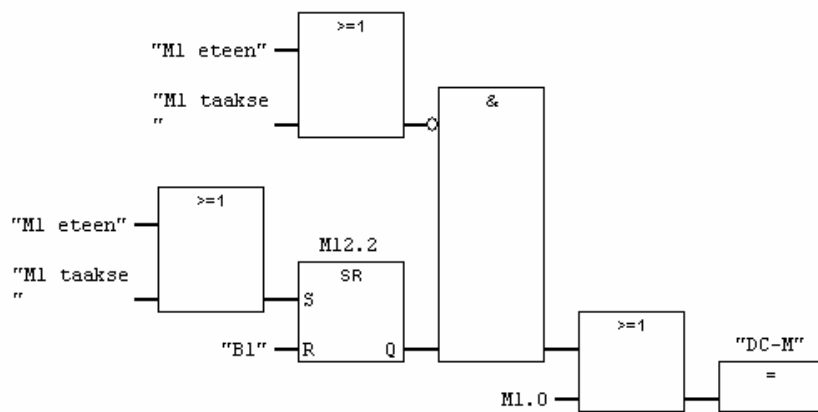 >=1
"M1 eteen"
"M1 taakse
"
&
>=1
"M1 eteen"
"M1 taakse
"
M12.2
SR
S
"B1"
R
Q
>=1
M1.0
"DC-M"
=